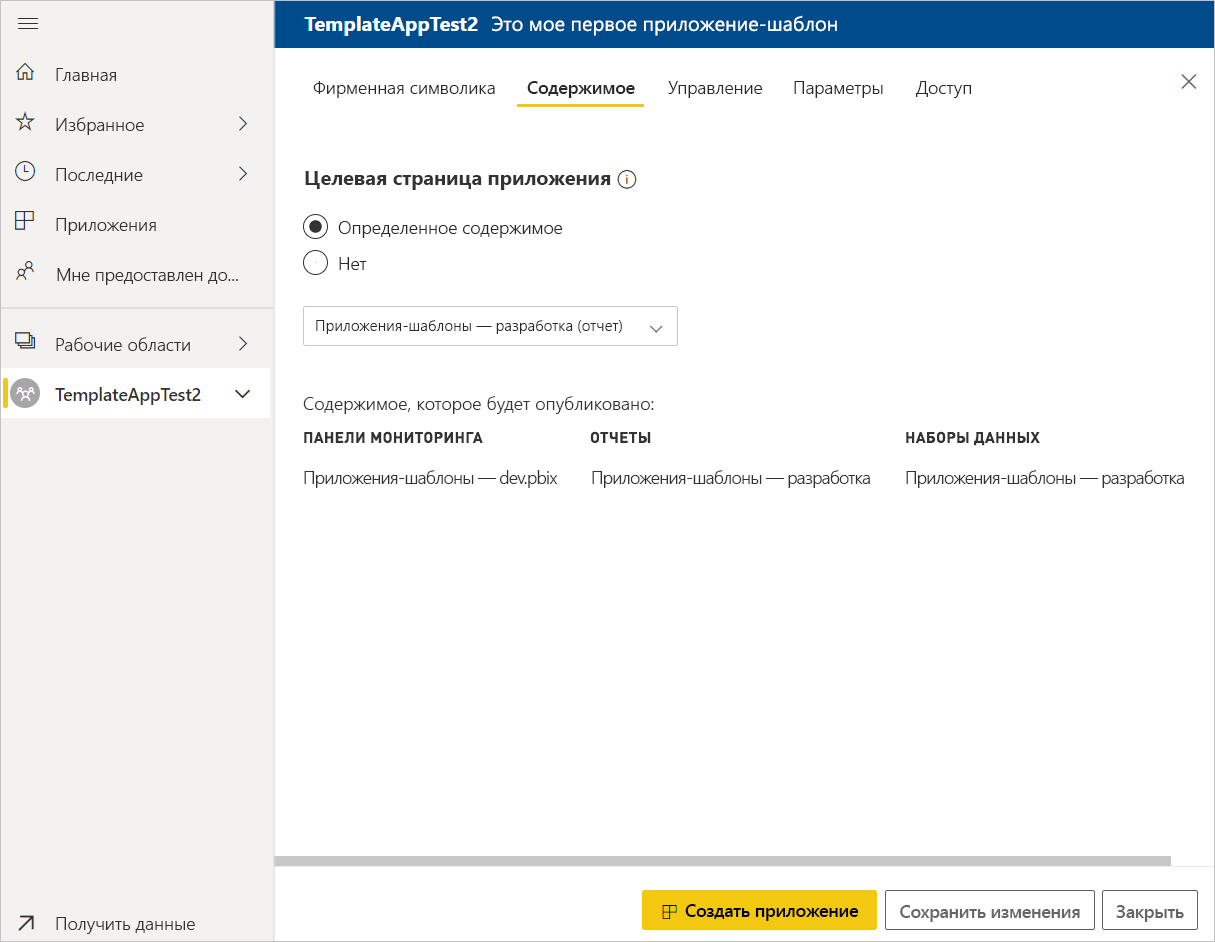 TemplateAppTest2 Это мое первое приложение-шаблон
Главная
Избранное
Последние
Приложения
Мне предоставлен до...
Рабочие области
TemplateAppTest2
Получить данные
Фирменная символика Содержимое Управление Параметры Доступ
Целевая страница приложения
Определенное содержимое
Нет
Приложения-шаблоны — разработка (отчет)
Содержимое, которое будет опубликовано:
ПАНЕЛИ МОНИТОРИНГА ОТЧЕТЫ НАБОРЫ ДАННЫХ
Приложения-шаблоны — dev.pbix Приложения-шаблоны — разработка Приложения-шаблоны — разработка
Создать приложение Сохранить изменения Закрыть